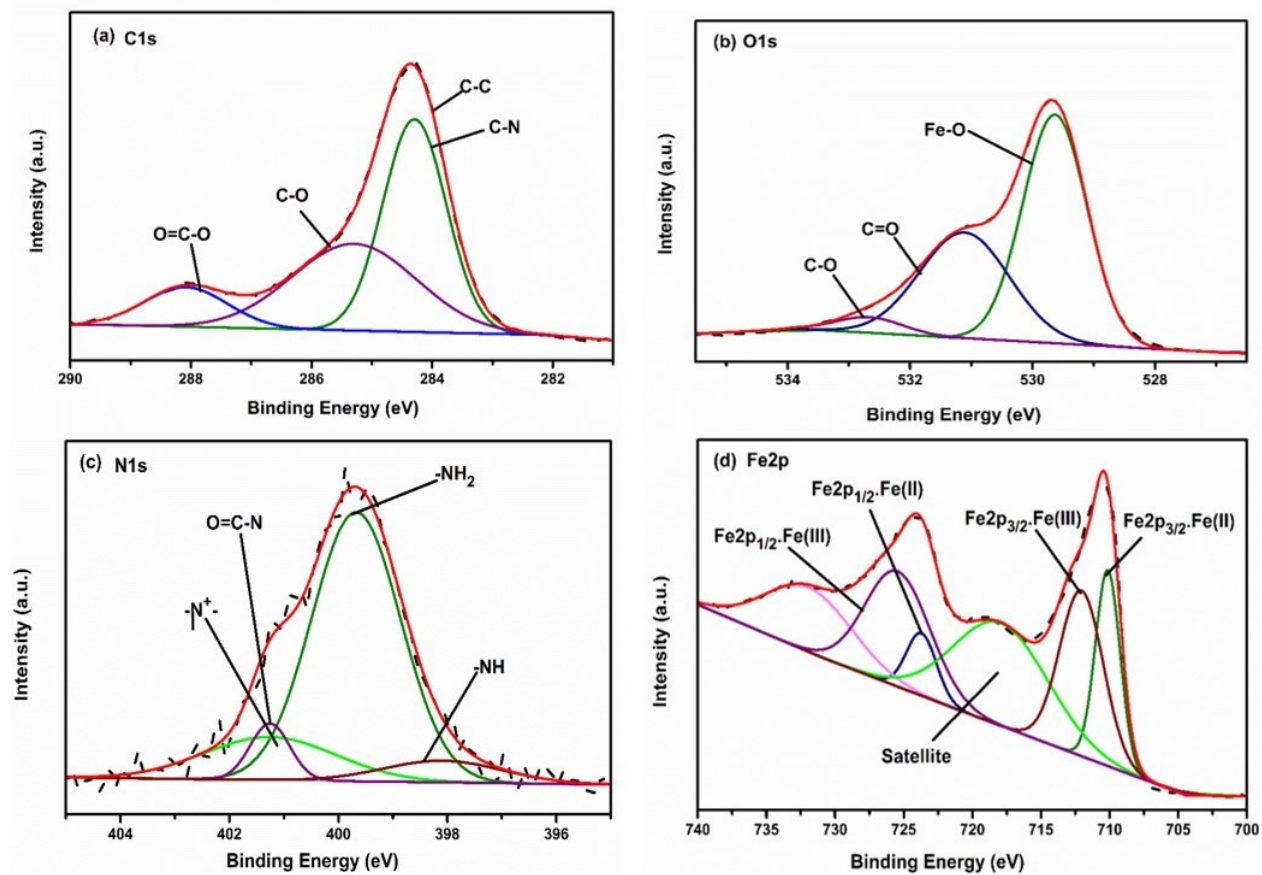 (a) C1s
C-C
C-N
C-O
O=C-O
Intensity (a.u.)
290 288 286 284 282
Binding Energy (eV)
(b) O1s
Fe-O
C=O
C-O
Intensity (a.u.)
534 532 530 528
Binding Energy (eV)
(c) N1s
-NH2
O=C-N
-N+-
-NH
Intensity (a.u.)
404 402 400 398 396
Binding Energy (eV)
(d) Fe2p
Fe2p1/2.Fe(II)
Fe2p3/2.Fe(III)
Fe2p3/2.Fe(II)
Fe2p1/2.Fe(III)
Satellite
Intensity (a.u.)
740 735 730 725 720 715 710 705 700
Binding Energy (eV)